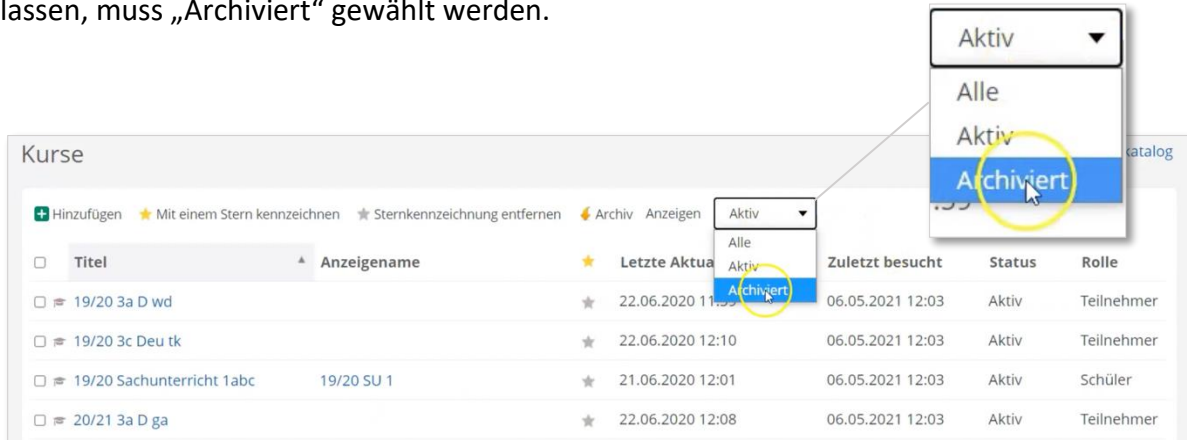 lassen, muss „Archiviert“ gewählt werden.
Aktiv
Alle
Aktiv
Archiviert
Kurse
katalog
Hinzufügen Mit einem Stern kennzeichnen Sternkennzeichnung entfernen Archiv Anzeigen Aktiv
Alle
Aktiv
Archiviert
Titel Anzeigename Letzte Aktua Zuletzt besucht Status Rolle
19/20 3a D wd 22.06.2020 06.05.2021 12:03 Aktiv Teilnehmer
19/20 3c Deu tk 22.06.2020 12:10 06.05.2021 12:03 Aktiv Teilnehmer
19/20 Sachunterricht 1abc 19/20 SU 1 21.06.2020 12:01 06.05.2021 12:03 Aktiv Schüler
20/21 3a D ga 22.06.2020 12:08 06.05.2021 12:03 Aktiv Teilnehmer